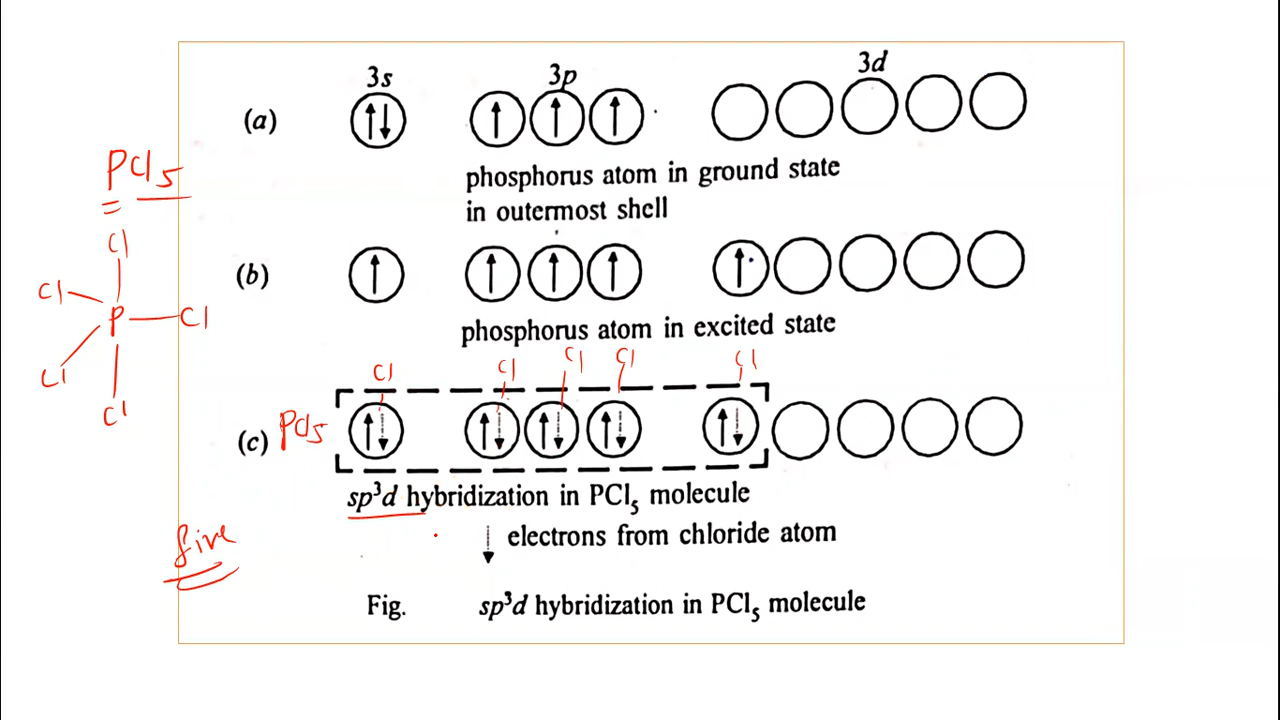 3s 3p 3d
(a)
PCl5
phosphorus atom in ground state
in outermost shell
Cl
(b)
Cl
P Cl
phosphorus atom in excited state
Cl
Cl
Cl Cl Cl Cl Cl
(c) PCl5
sp³d hybridization in PCl₅ molecule
electrons from chloride atom
five
Fig. sp³d hybridization in PCl₅ molecule